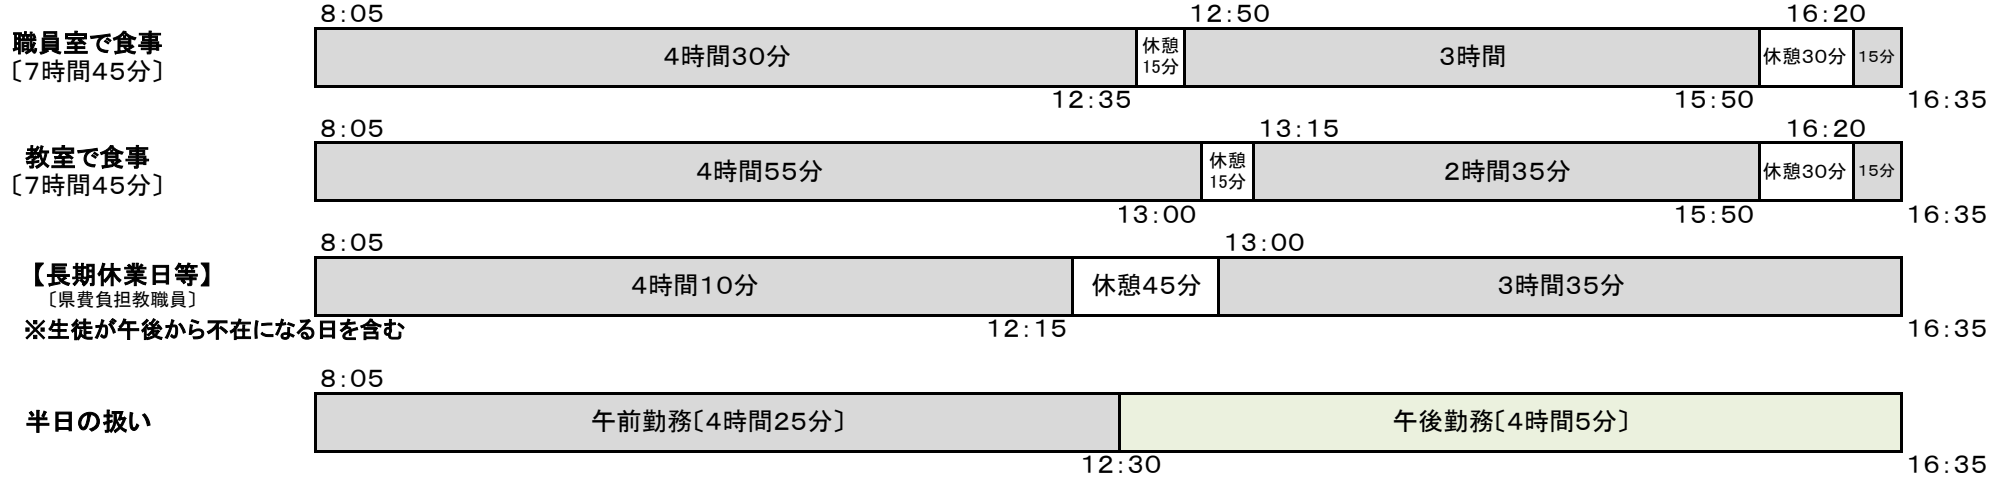 8:05 12:50 16:20
職員室で食事
〔7時間45分〕
4時間30分 休憩 15分 3時間 休憩30分 15分
12:35 15:50 16:35
8:05 13:15 16:20
教室で食事
〔7時間45分〕
4時間55分 休憩 15分 2時間35分 休憩30分 15分
13:00 15:50 16:35
8:05 13:00
【長期休業日等】
〔県費負担教職員〕
4時間10分 休憩45分 3時間35分
※生徒が午後から不在になる日を含む
12:15 16:35
8:05
半日の扱い
午前勤務〔4時間25分〕 午後勤務〔4時間5分〕
12:30 16:35